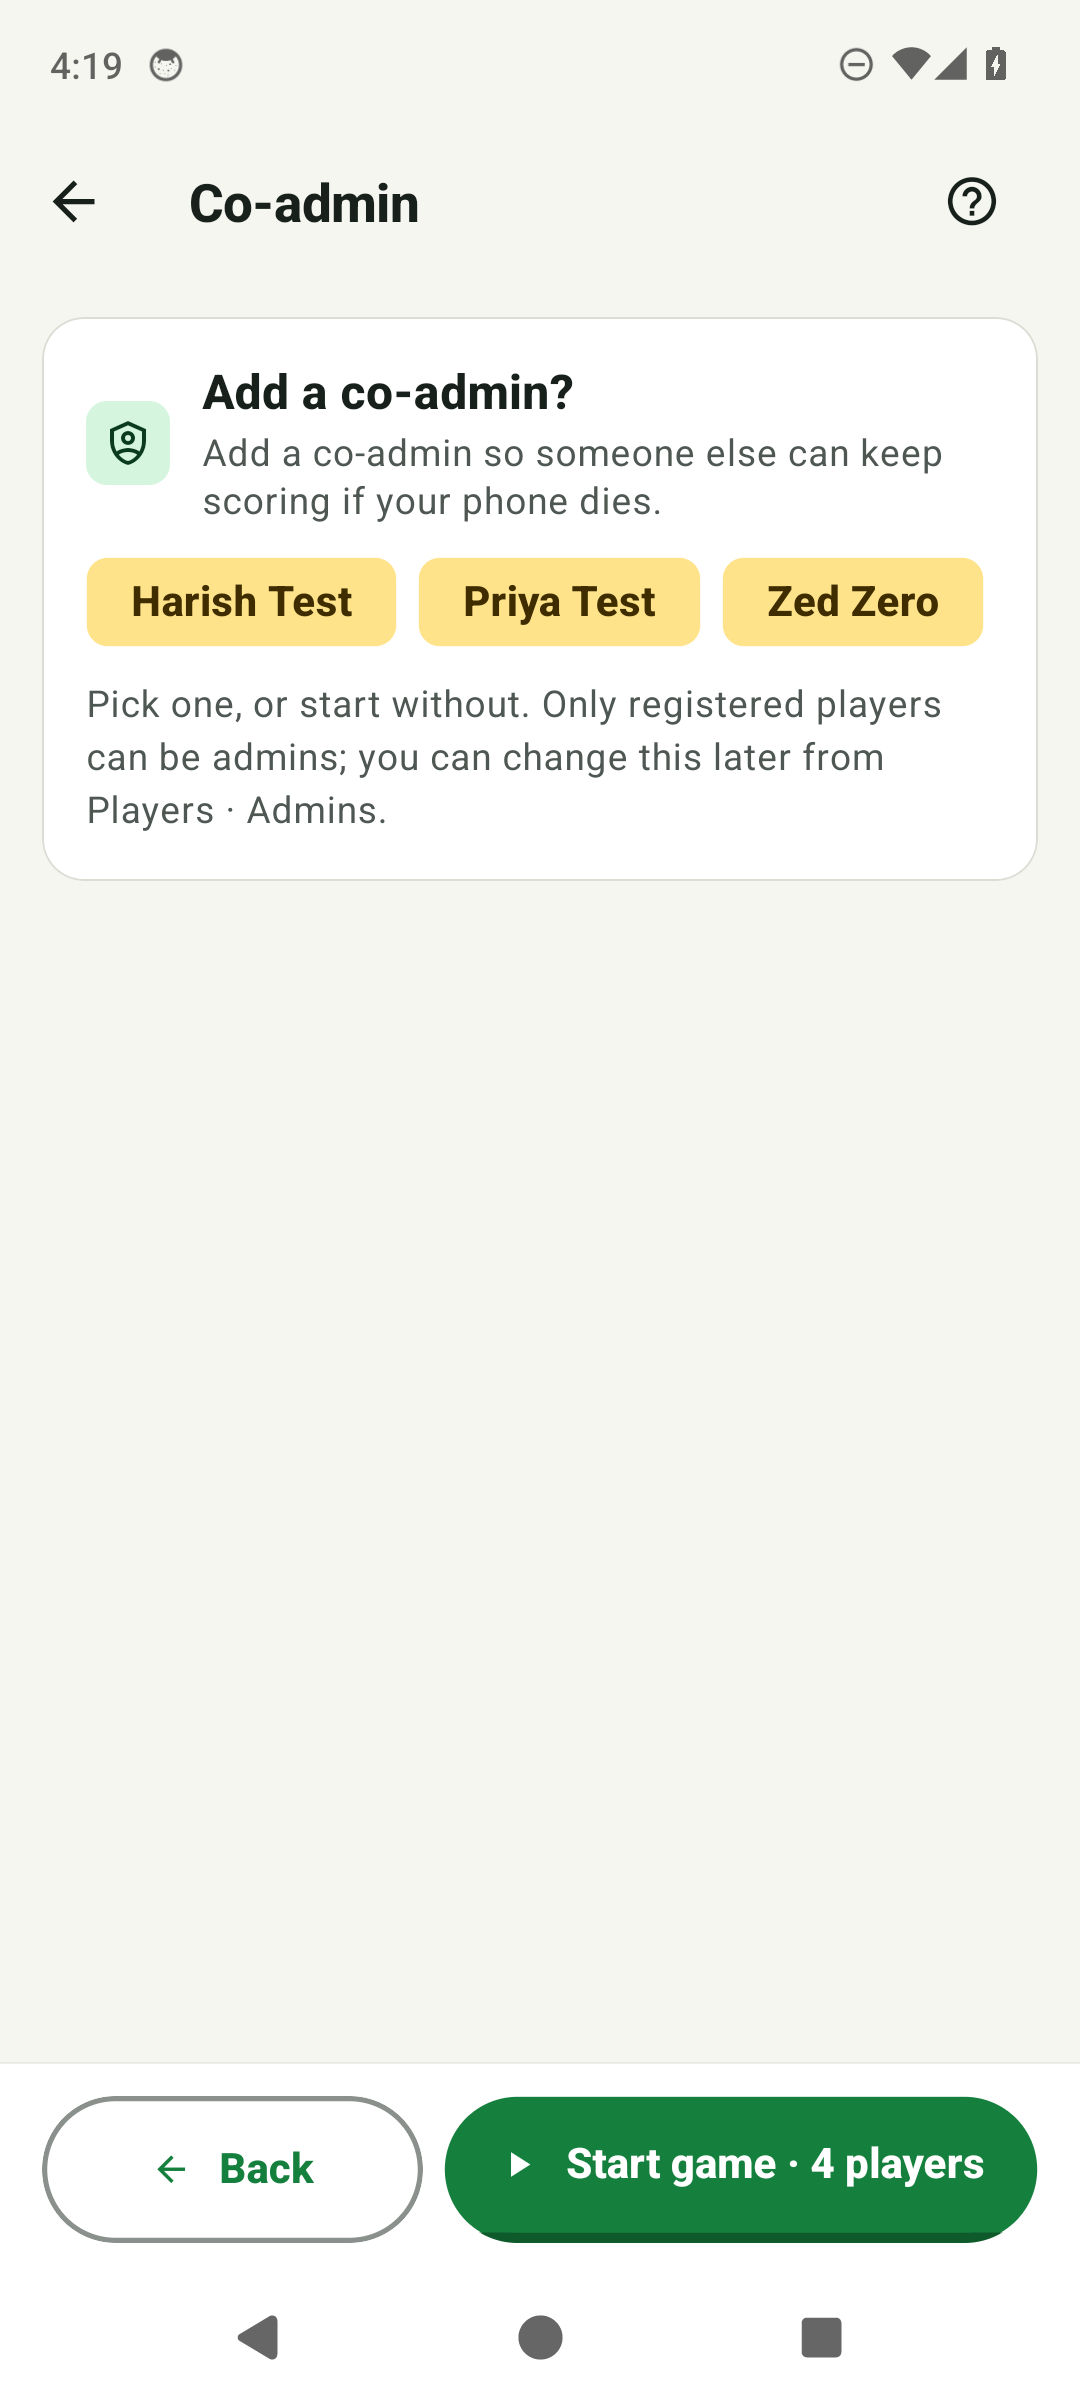 4:19
Co-admin
Add a co-admin?
Add a co-admin so someone else can keep
scoring if your phone dies.
Harish Test
Priya Test
Zed Zero
Pick one, or start without. Only registered players
can be admins; you can change this later from
Players · Admins.
Back
Start game · 4 players